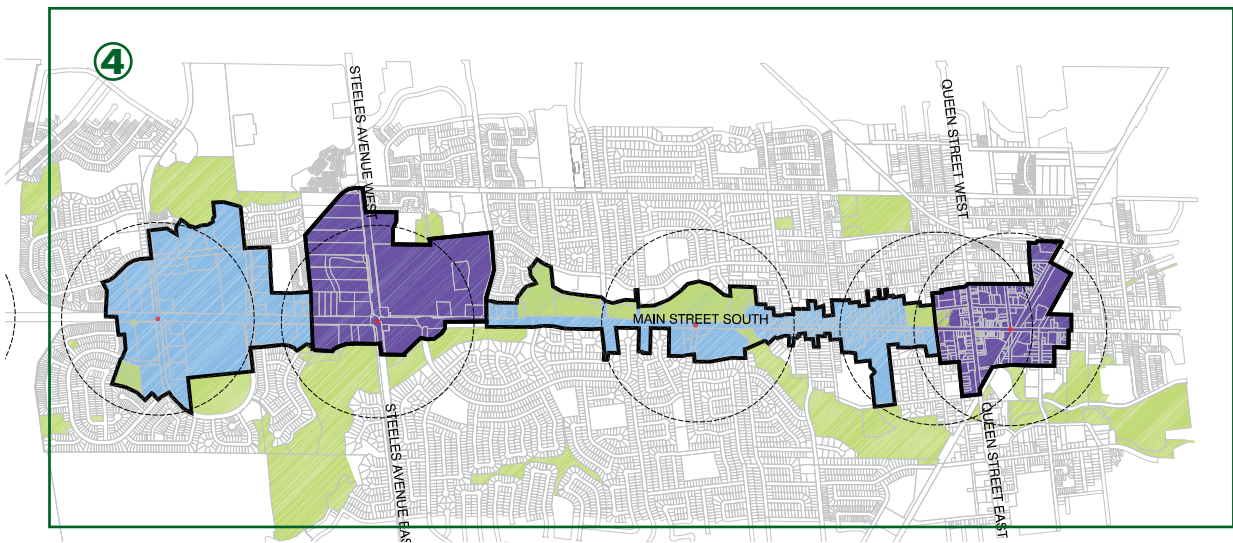 ④
STEELES AVENUE WEST
QUEEN STREET WEST
MAIN STREET SOUTH
STEELES AVENUE EAS
QUEEN STREET EAST